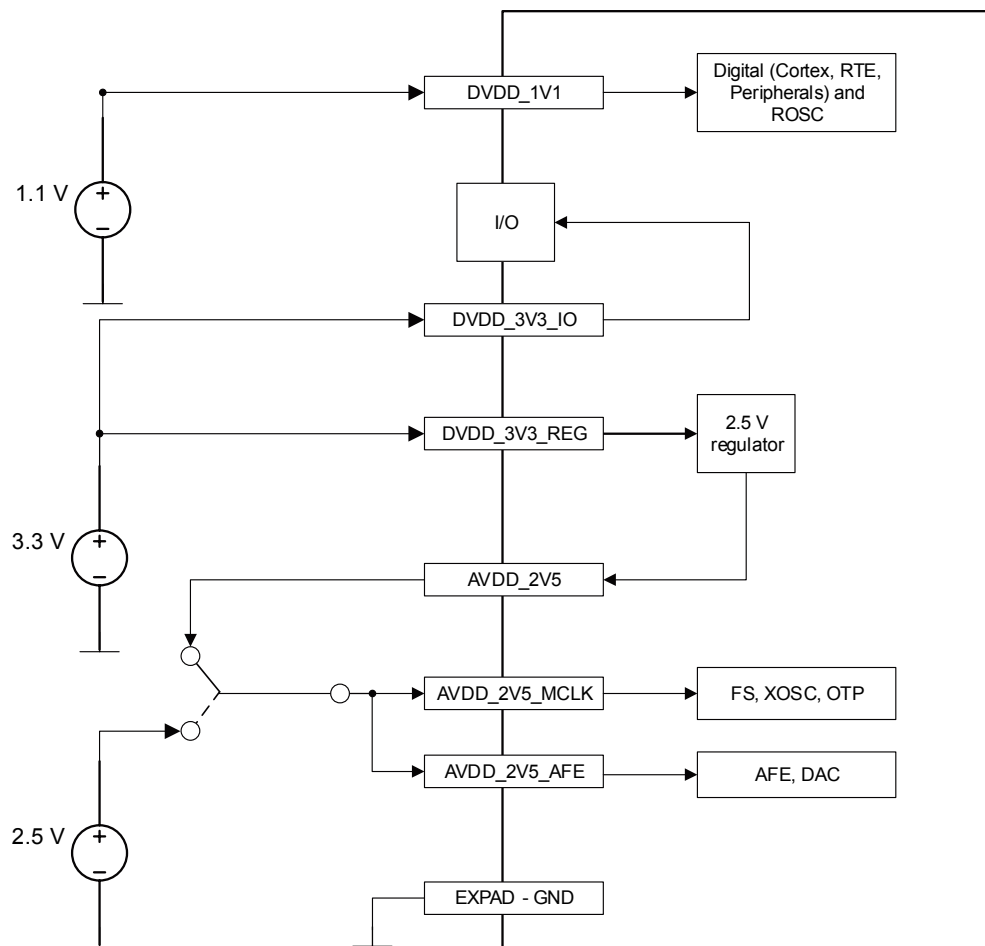 DVDD_1V1
Digital (Cortex, RTE,
Peripherals) and
ROSC
1.1 V
+
−
I/O
DVDD_3V3_IO
DVDD_3V3_REG
2.5 V
regulator
3.3 V
+
−
AVDD_2V5
AVDD_2V5_MCLK
FS, XOSC, OTP
AVDD_2V5_AFE
AFE, DAC
2.5 V
+
−
EXPAD - GND